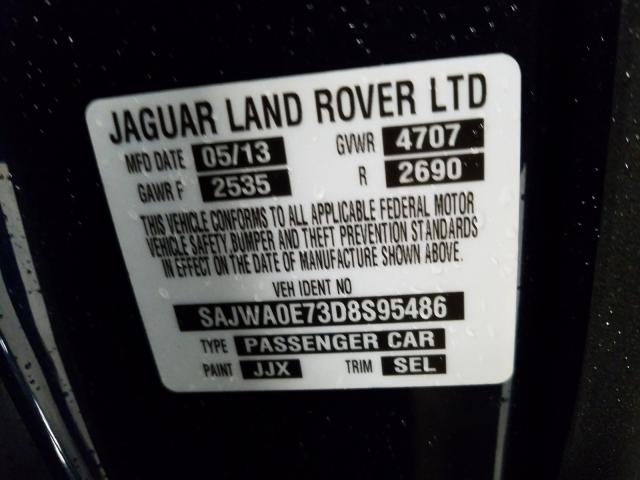 JAGUAR LAND ROVER LTD
MFD DATE 05/13 GVWR 4707
GAWR F 2535 R 2690
THIS VEHICLE CONFORMS TO ALL APPLICABLE FEDERAL MOTOR
VEHICLE SAFETY, BUMPER AND THEFT PREVENTION STANDARDS
IN EFFECT ON THE DATE OF MANUFACTURE SHOWN ABOVE.
VEH IDENT NO
SAJWA0E73D8S95486
TYPE PASSENGER CAR
PAINT JJX TRIM SEL